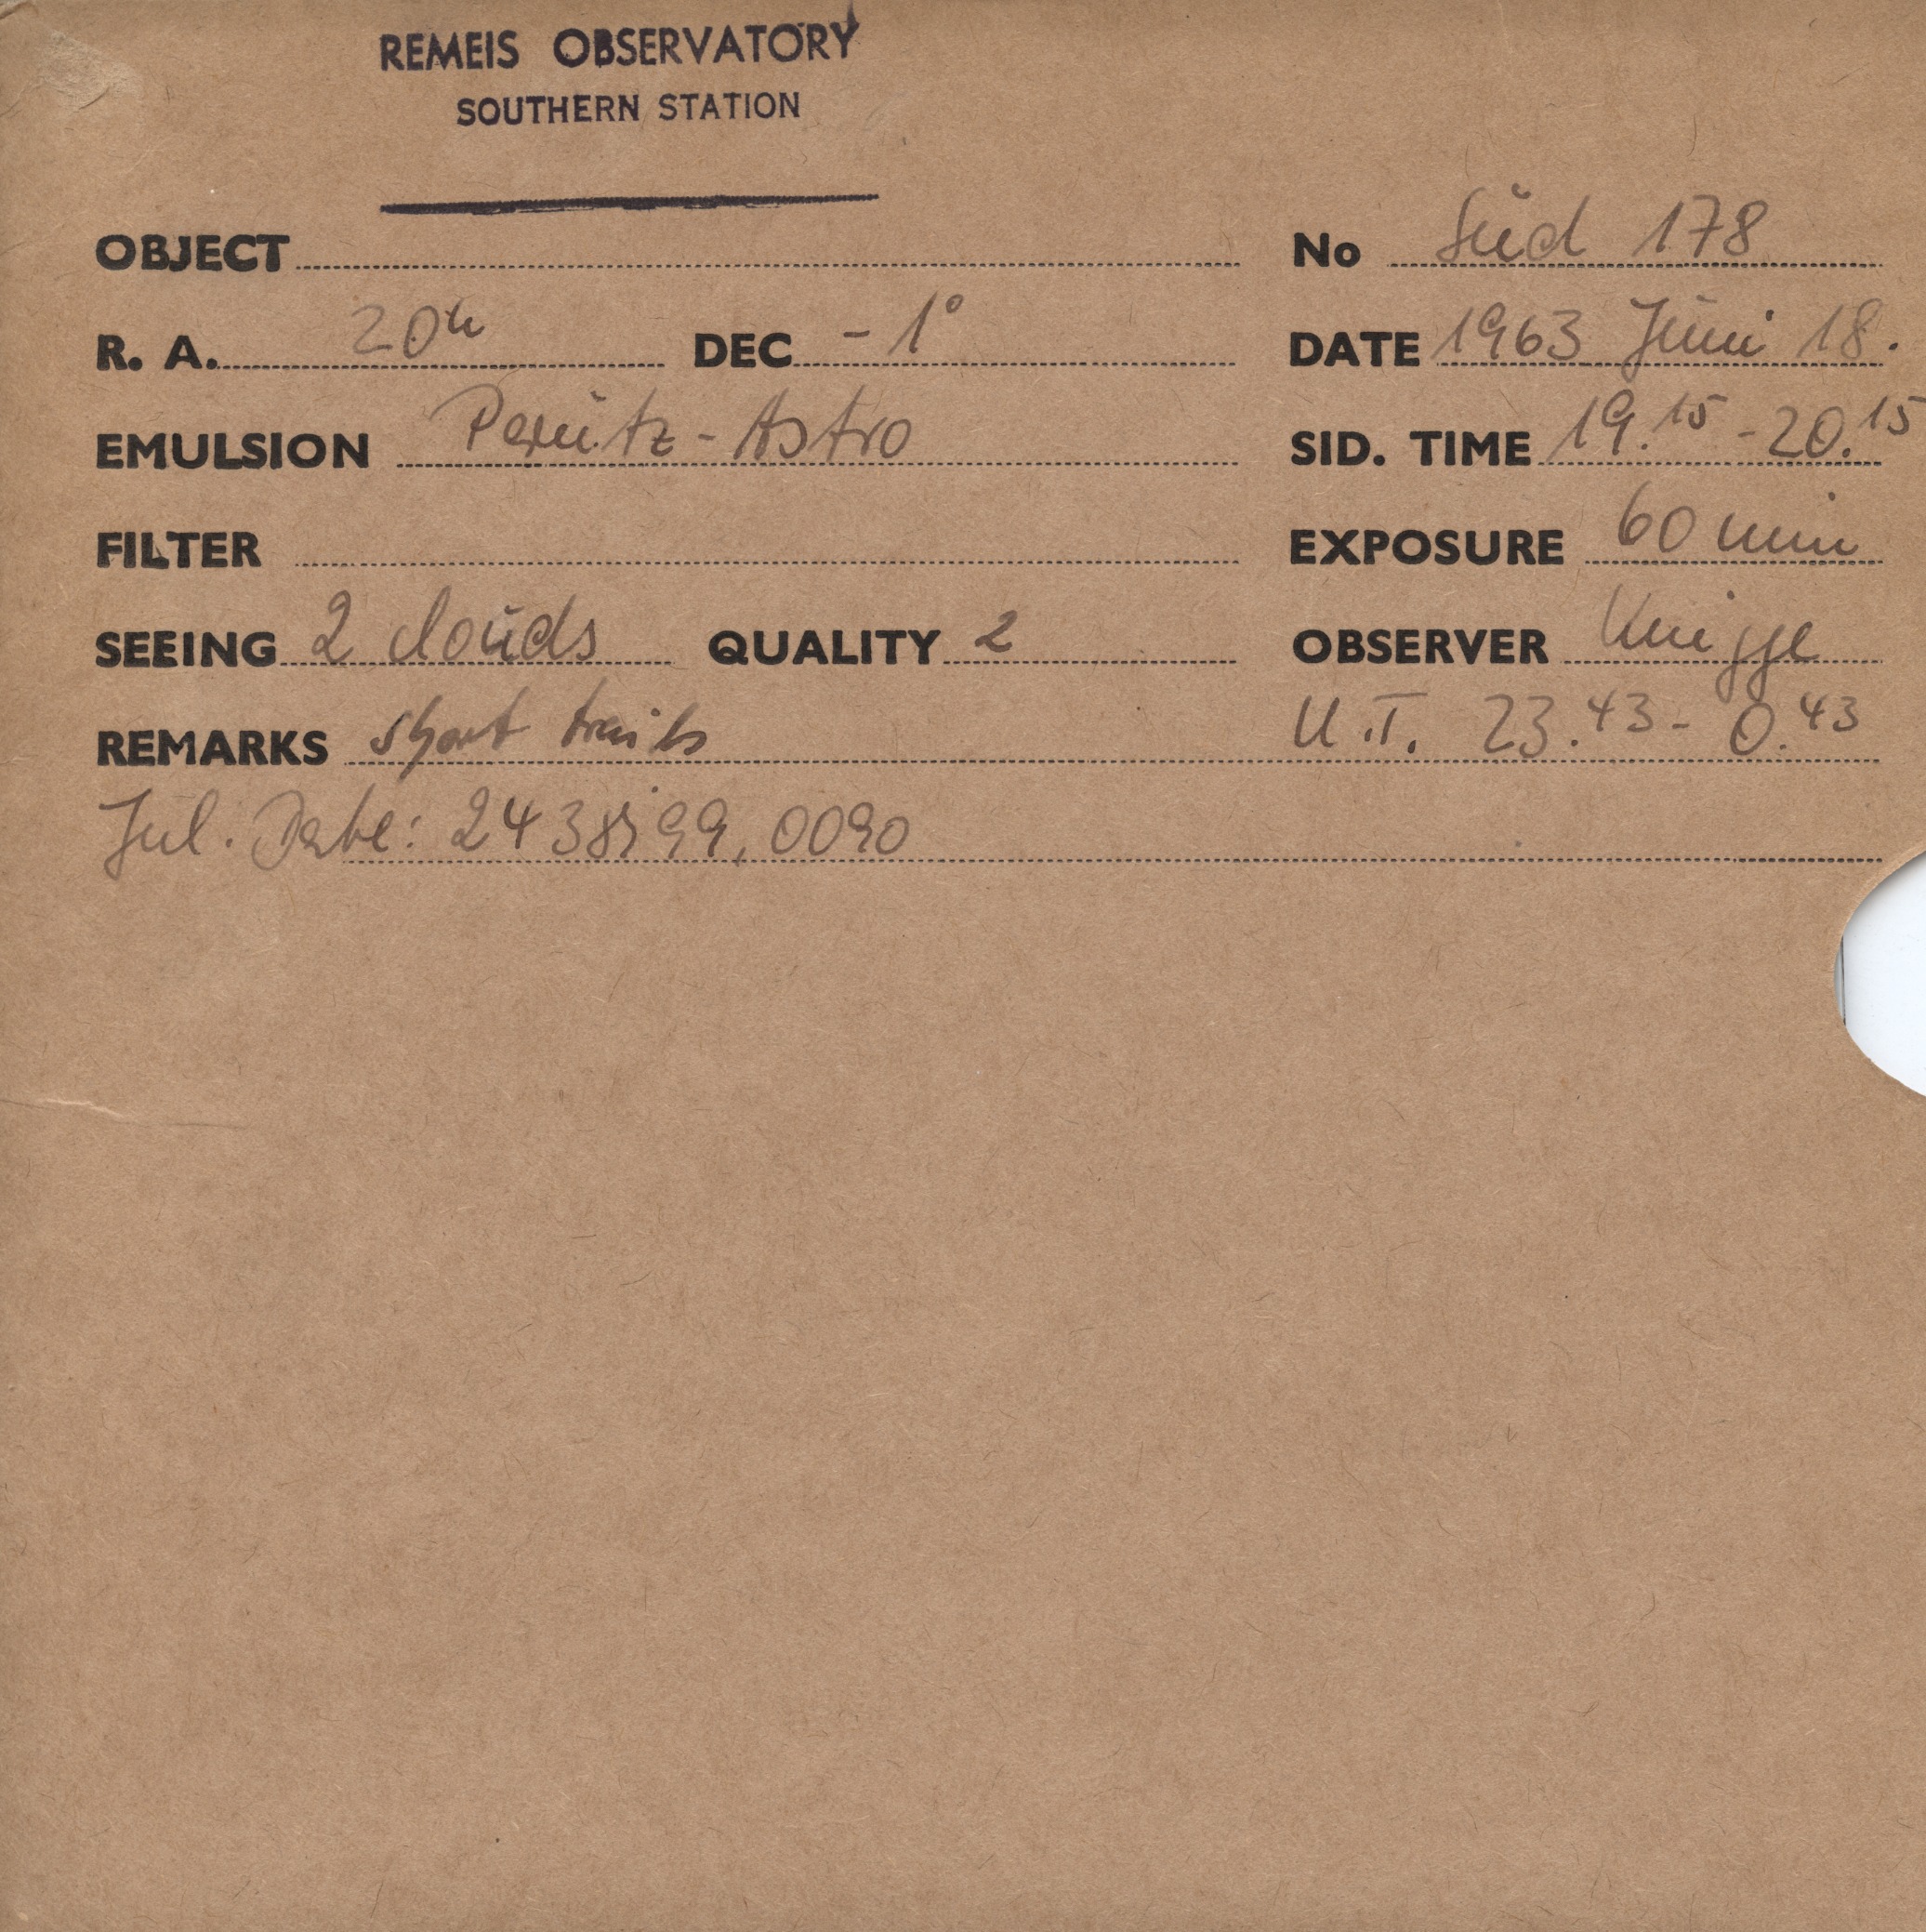 REMEIS OBSERVATORY
SOUTHERN STATION
OBJECT No Süd 178
R. A. 20h DEC - 1° DATE 1963 Juni 18.
EMULSION Perutz - Astro SID. TIME 19.15 - 20.15
FILTER EXPOSURE 60 min
SEEING 2 clouds QUALITY 2 OBSERVER Knigge
REMARKS short trails U.T. 23.43 - 0.43
Jul. Date: 2438199,0090